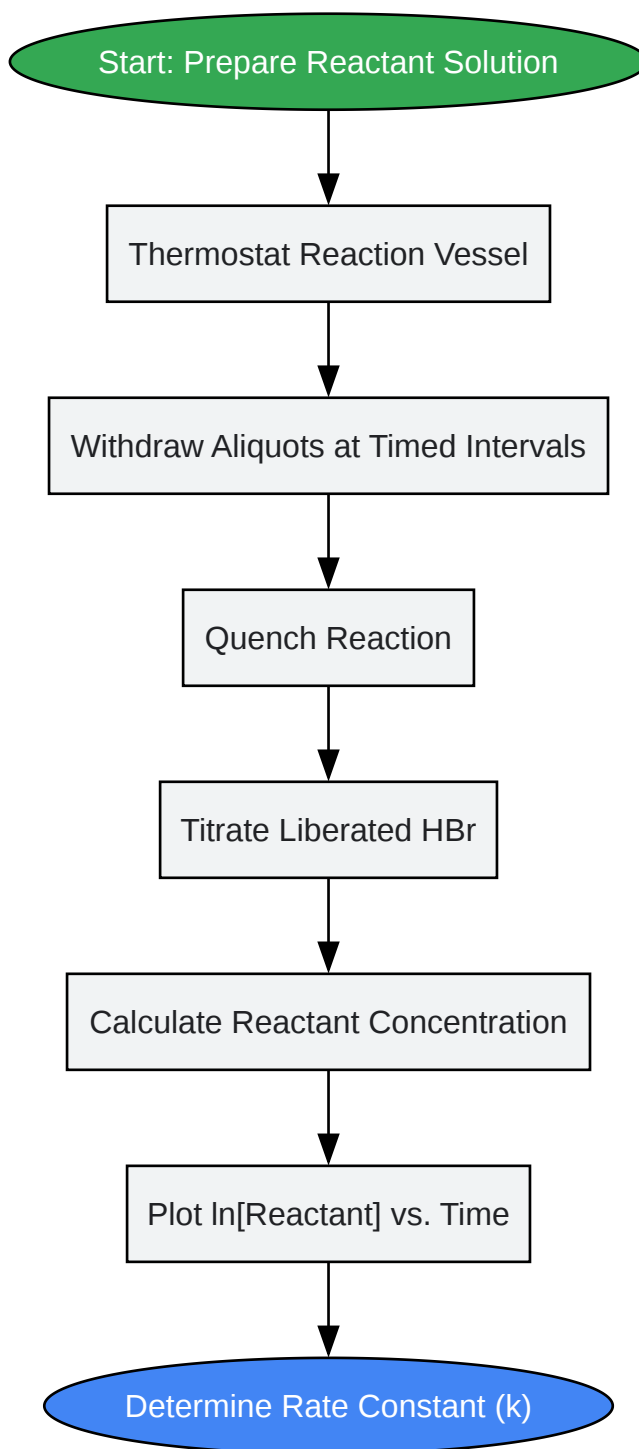 Start: Prepare Reactant Solution
Thermostat Reaction Vessel
Withdraw Aliquots at Timed Intervals
Quench Reaction
Titrate Liberated HBr
Calculate Reactant Concentration
Plot ln[Reactant] vs. Time
Determine Rate Constant (k)